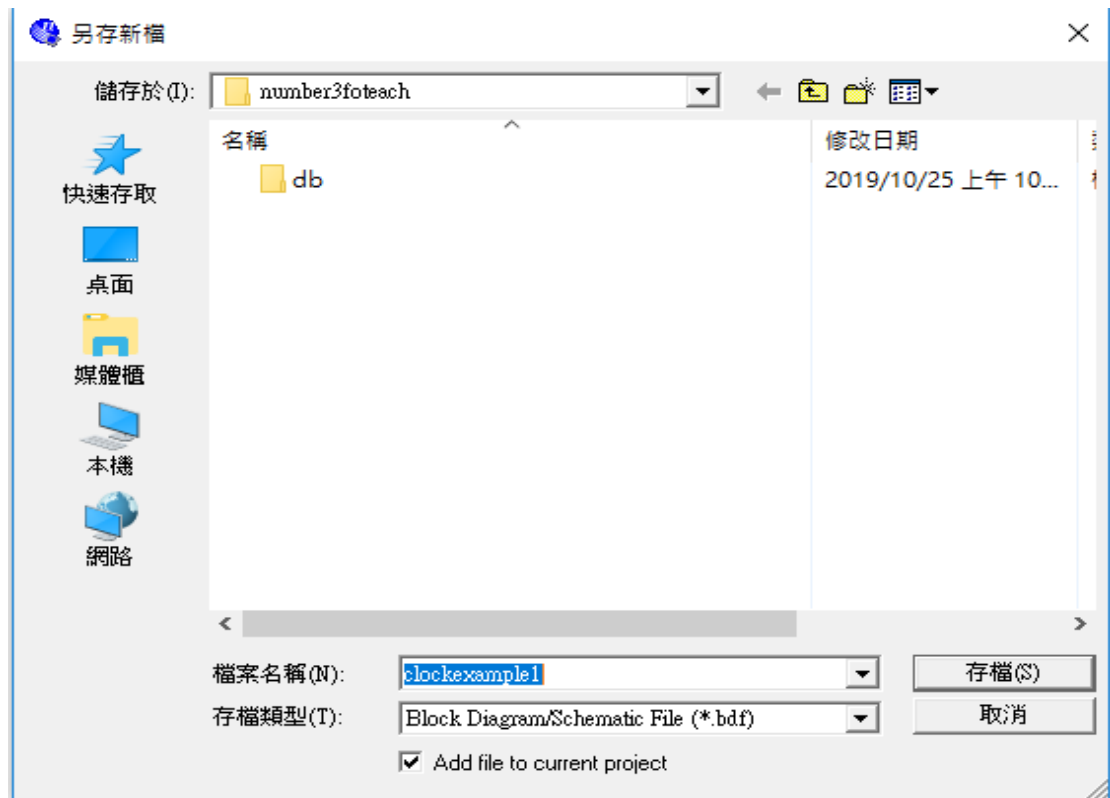 另存新檔
儲存於(I):
number3foteach
名稱
修改日期
db
2019/10/25 上午 10...
快速存取
桌面
媒體櫃
本機
網路
檔案名稱(N):
clockexample1
存檔(S)
存檔類型(T):
Block Diagram/Schematic File (*.bdf)
取消
Add file to current project